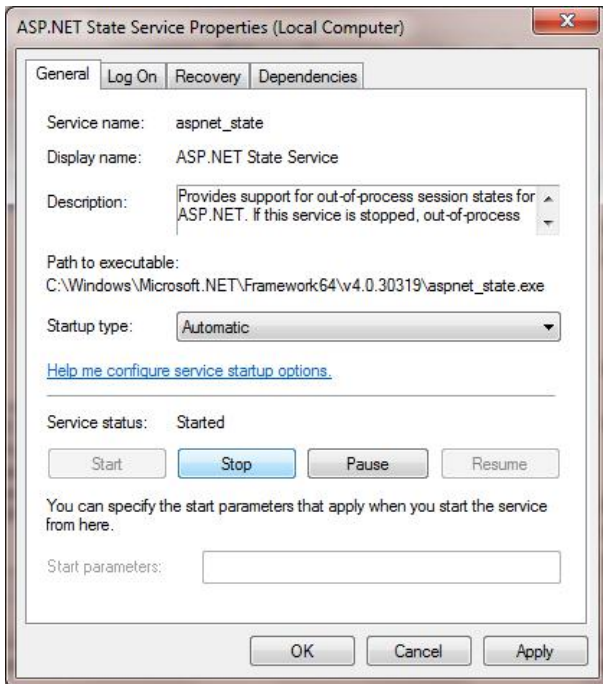 ASP.NET State Service Properties (Local Computer)
General Log On Recovery Dependencies
Service name: aspnet_state
Display name: ASP.NET State Service
Description: Provides support for out-of-process session states for
ASP.NET. If this service is stopped, out-of-process
Path to executable:
C:\Windows\Microsoft.NET\Framework64\v4.0.30319\aspnet_state.exe
Startup type: Automatic
Help me configure service startup options.
Service status: Started
Start Stop Pause Resume
You can specify the start parameters that apply when you start the service
from here.
Start parameters:
OK Cancel Apply